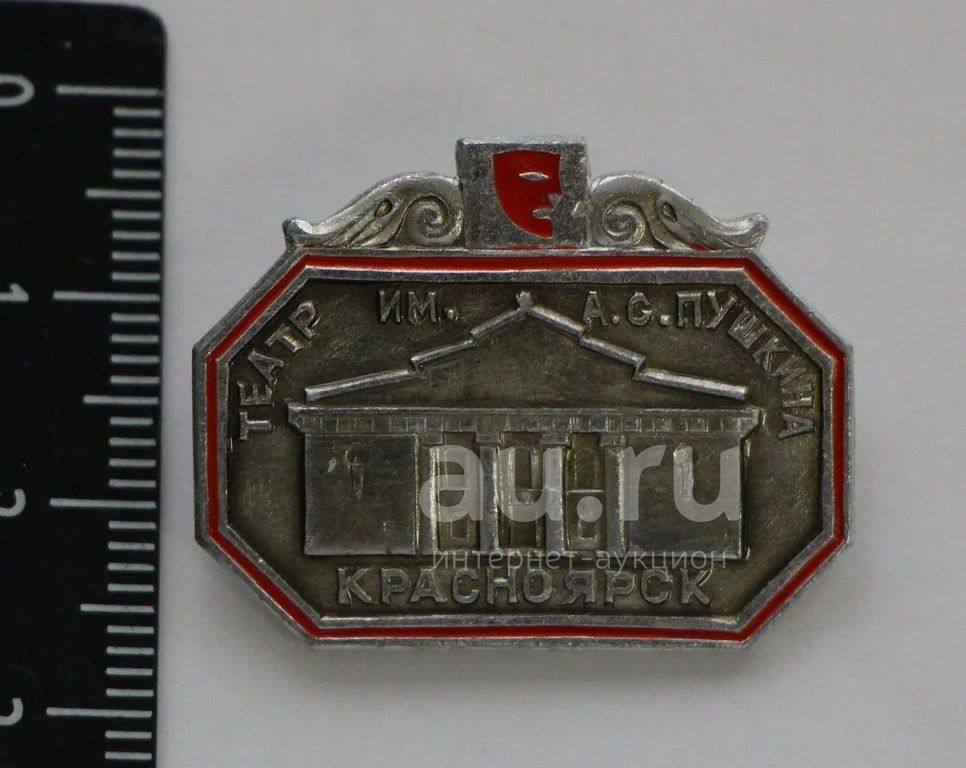 0
1
2
3
ТЕАТР ИМ. А.С.ПУШКИНА
КРАСНОЯРСК
au.ru
интернет-аукцион